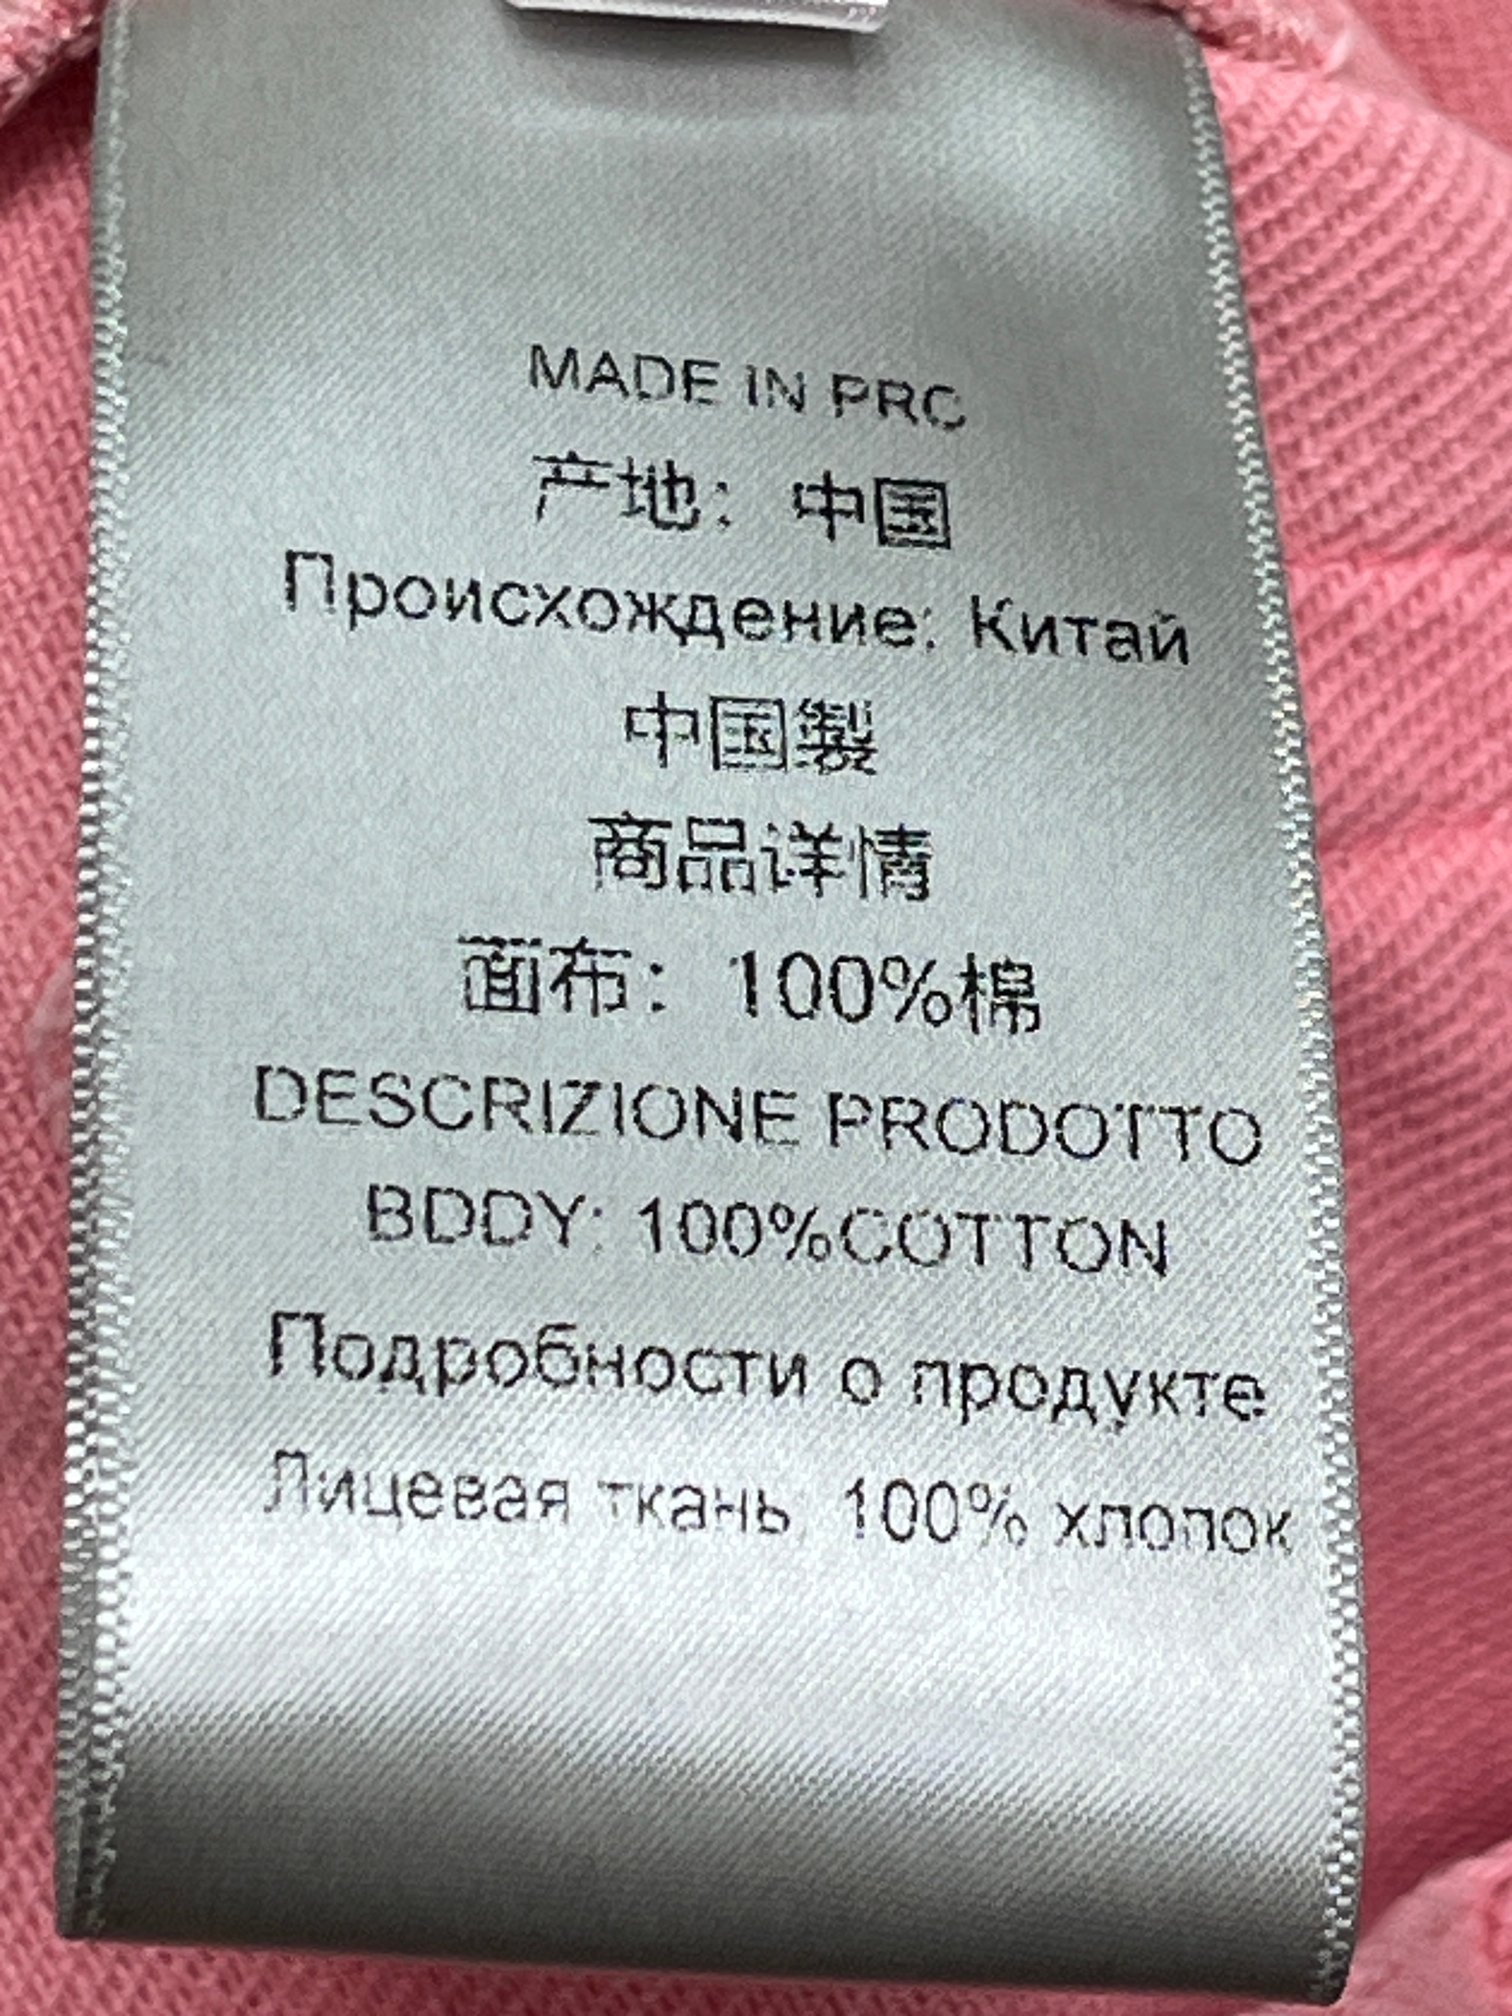 MADE IN PRC
产地：中国
Происхождение: Китай
中国製
商品详情
面布：100%棉
DESCRIZIONE PRODOTTO
BDDY: 100%COTTON
Подробности о продукте
Лицевая ткань 100% хлопок